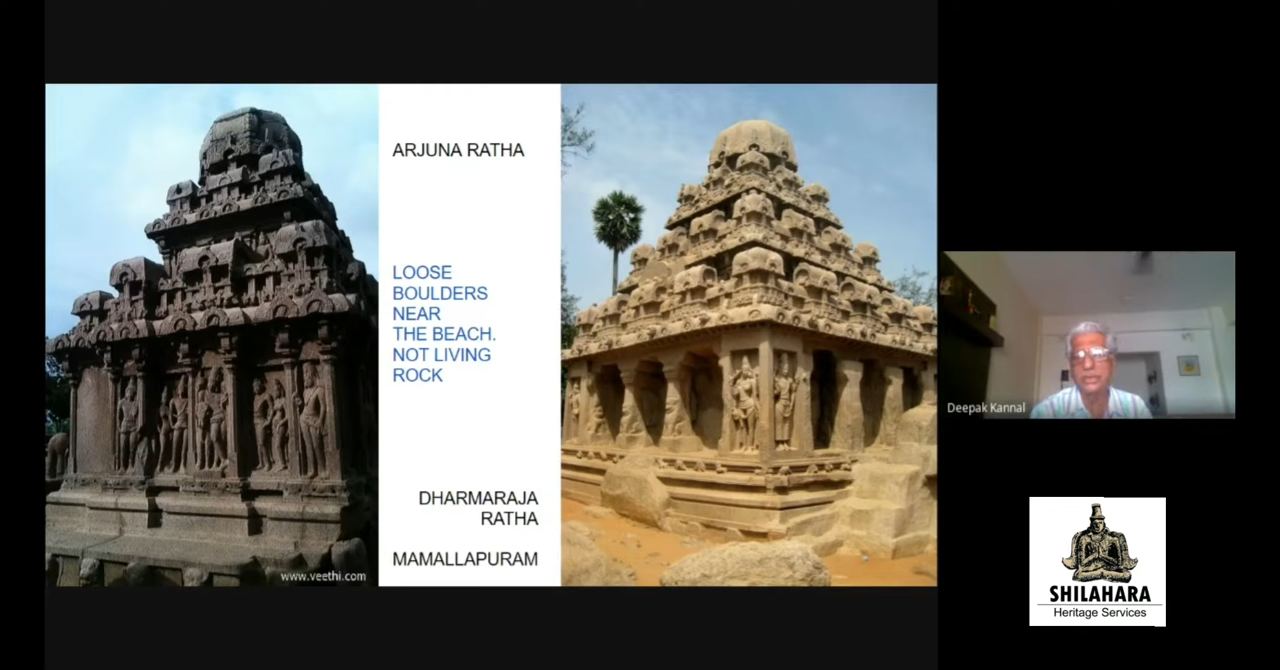 ARJUNA RATHA
LOOSE
BOULDERS
NEAR
THE BEACH.
NOT LIVING
ROCK
DHARMARAJA
RATHA
MAMALLAPURAM
www.veethi.com
Deepak Kannal
SHILAHARA
Heritage Services